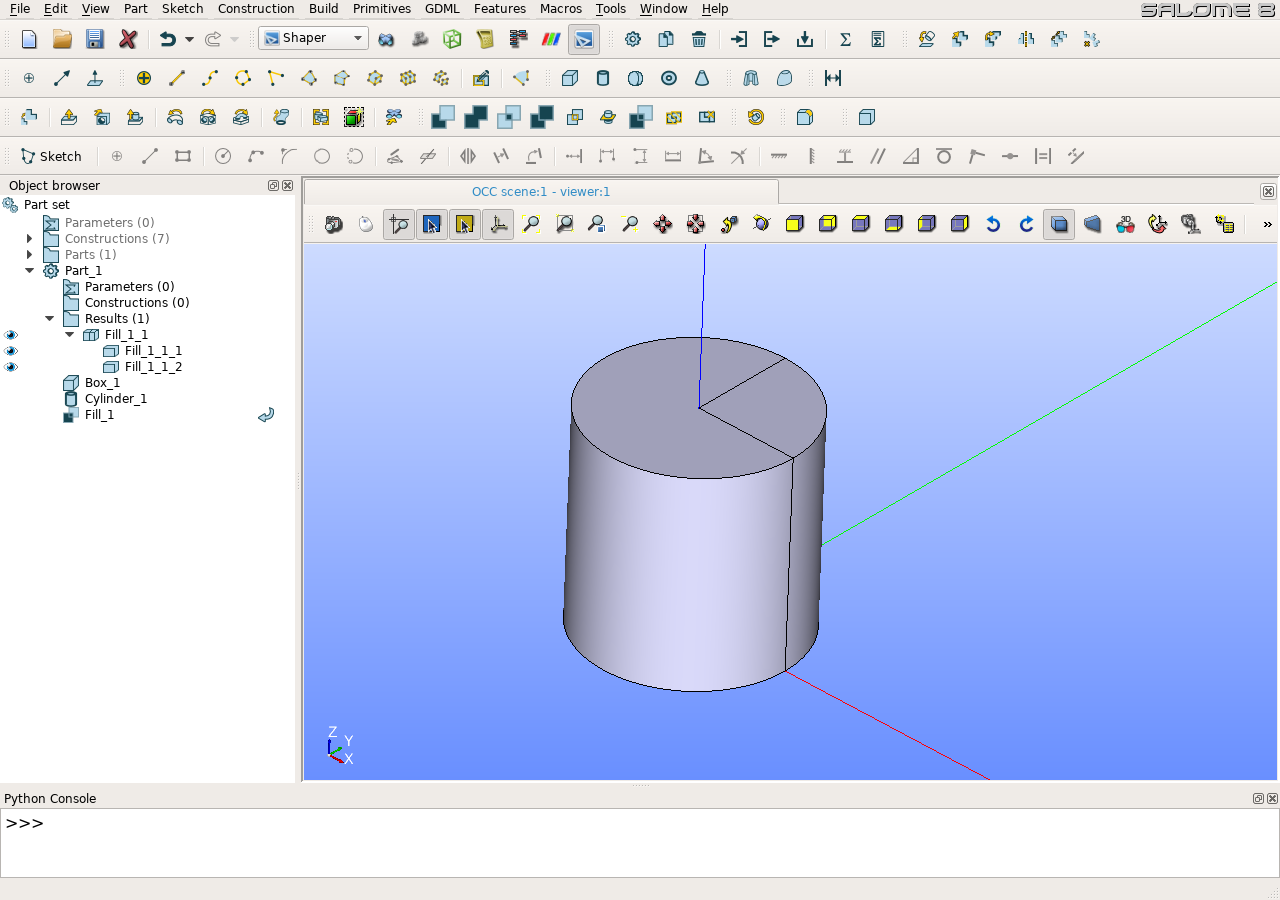 File Edit View Part Sketch Construction Build Primitives GDML Features Macros Tools Window Help SALOME 8
Shaper
Sketch
Object browser
OCC scene:1 - viewer:1
Part set
Parameters (0)
Constructions (7)
Parts (1)
Part_1
Parameters (0)
Constructions (0)
Results (1)
Fill_1_1
Fill_1_1_1
Fill_1_1_2
Box_1
Cylinder_1
Fill_1
3D
»
Z
Y
X
Python Console
>>>